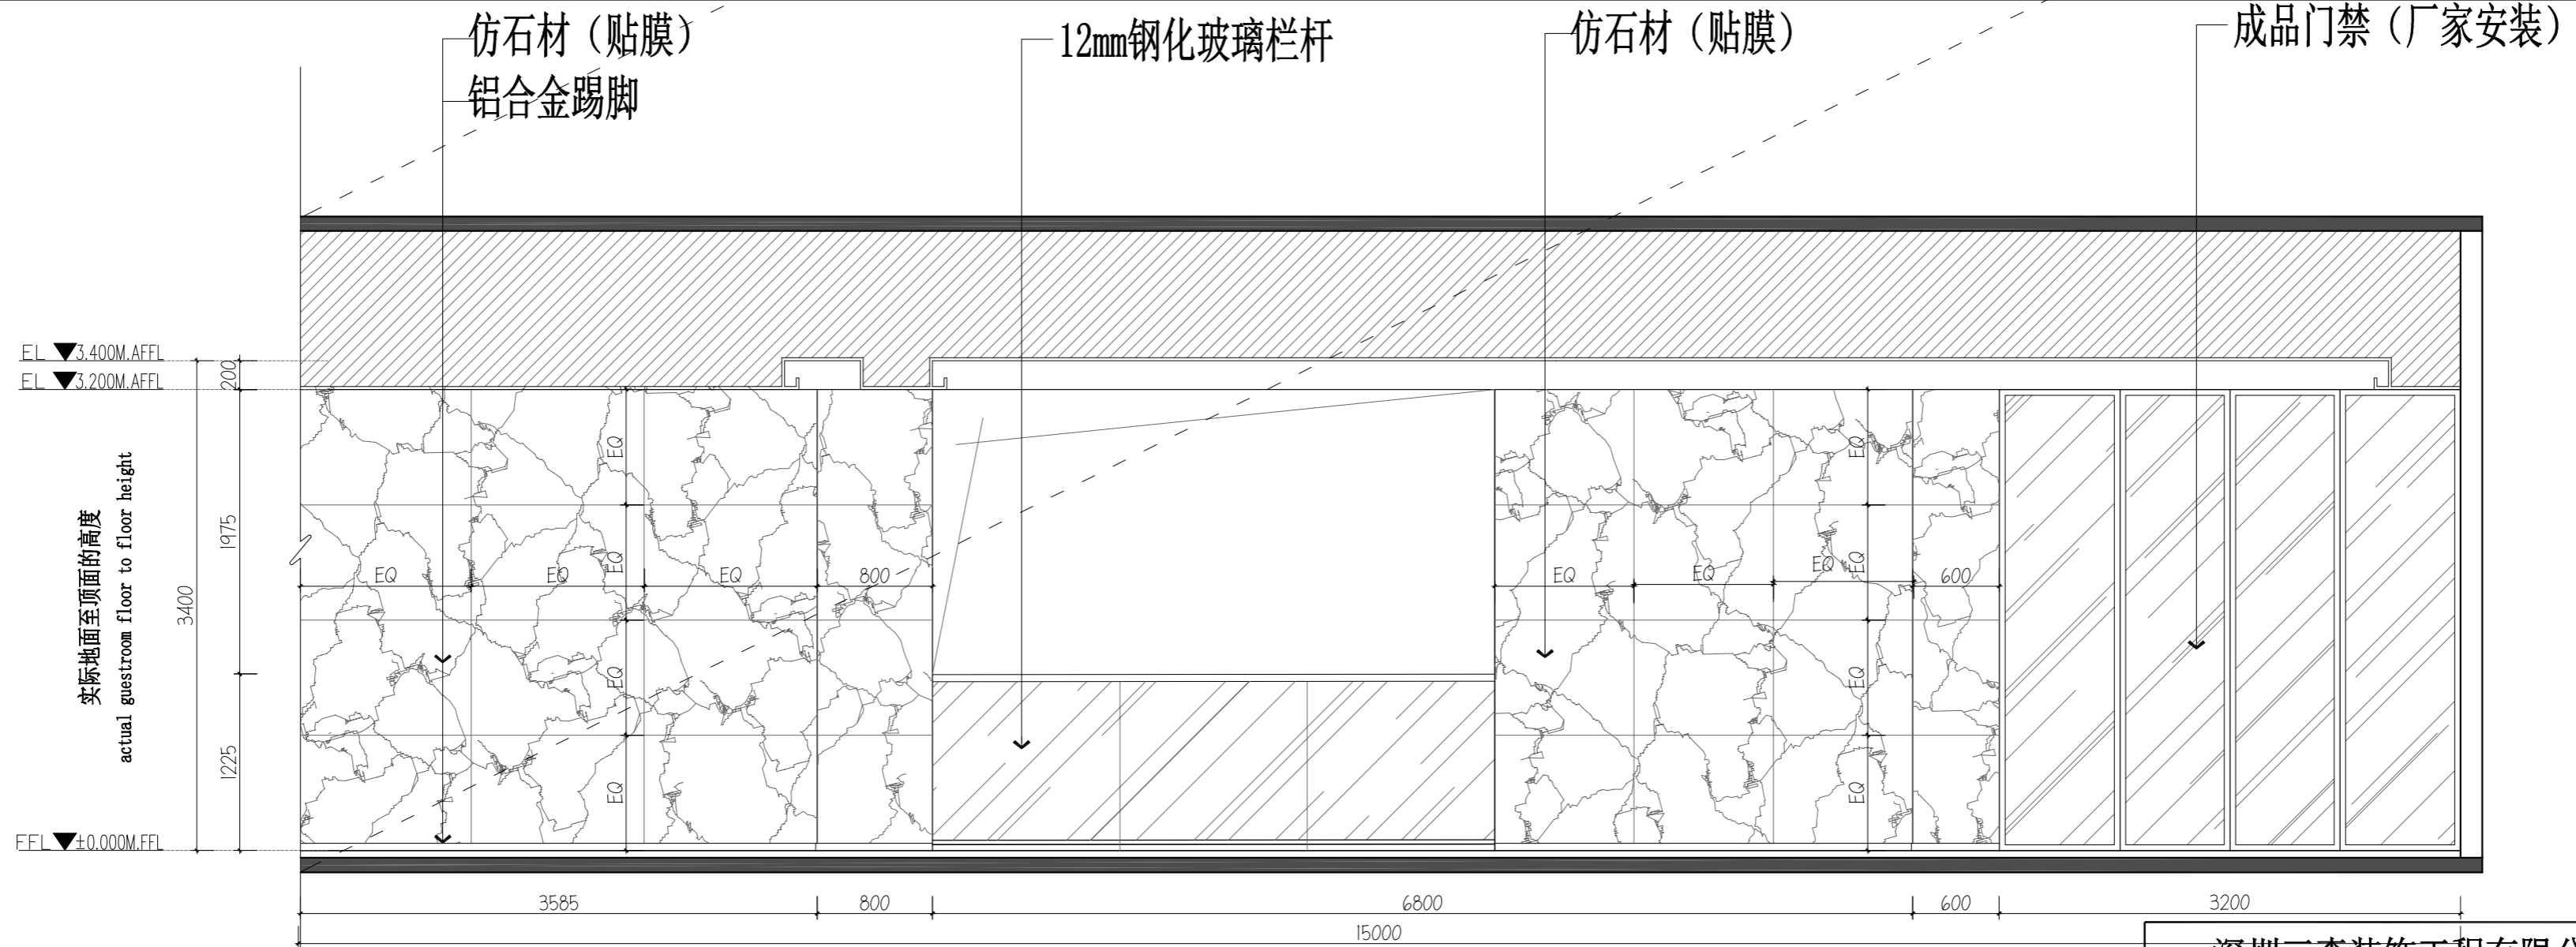 仿石材（贴膜）
铝合金踢脚
12mm钢化玻璃栏杆
仿石材（贴膜）
成品门禁（厂家安装）
EL ▼3.400M.AFFL
EL ▼3.200M.AFFL
FFL ▼±0.000M.FFL
实际地面至顶面的高度
actual guestroom floor to floor height
3400
200
1975
1225
EQ
EQ
EQ
EQ
EQ
EQ
EQ
800
EQ
EQ
EQ
EQ
EQ
EQ
EQ
600
3585
800
6800
600
3200
15000